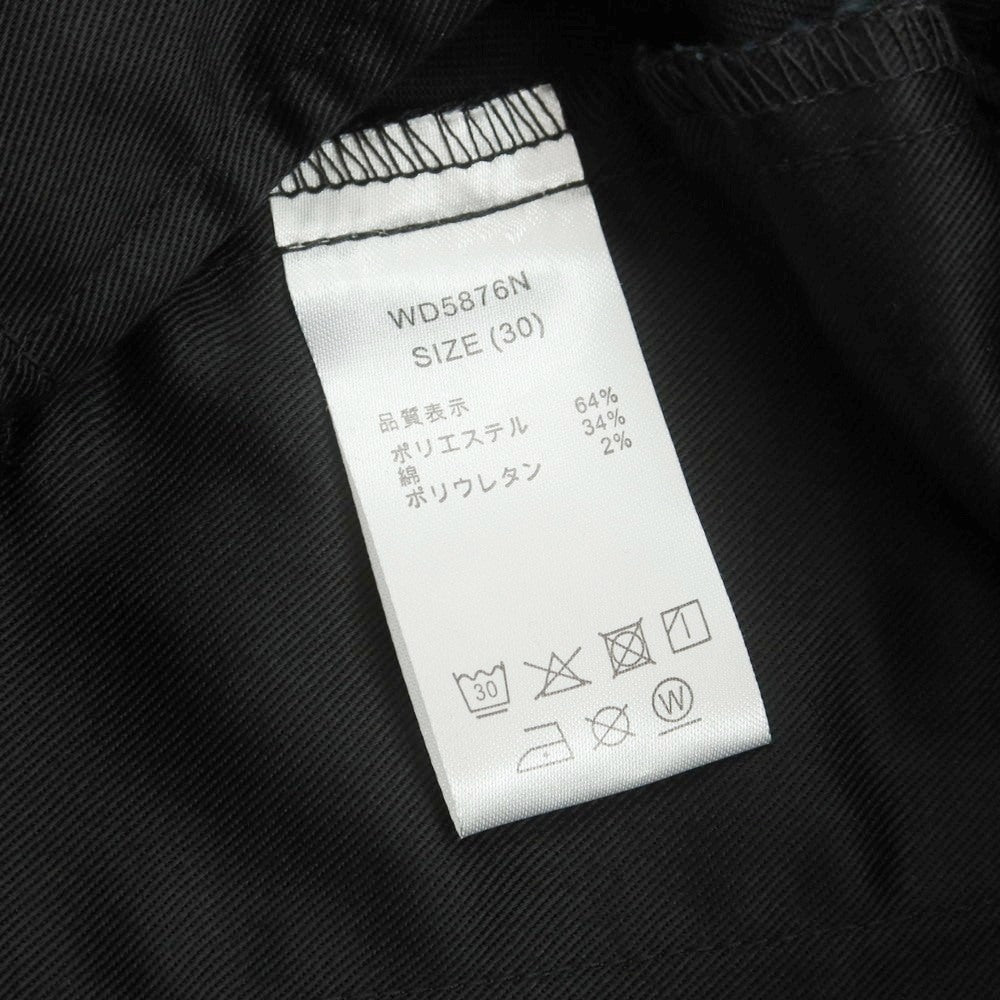 WD5876N
SIZE (30)
品質表示
ポリエステル 64%
綿 34%
ポリウレタン 2%
30
W